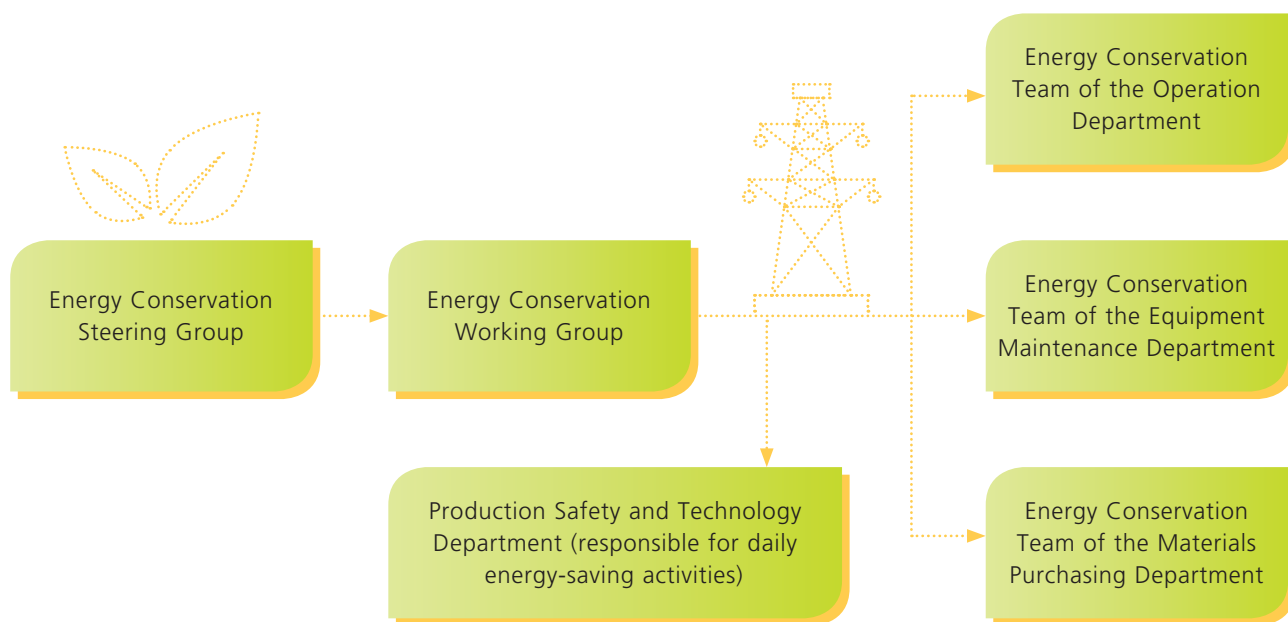 Energy Conservation
Steering Group
Energy Conservation
Working Group
Production Safety and Technology
Department (responsible for daily
energy-saving activities)
Energy Conservation
Team of the Operation
Department
Energy Conservation
Team of the Equipment
Maintenance Department
Energy Conservation
Team of the Materials
Purchasing Department